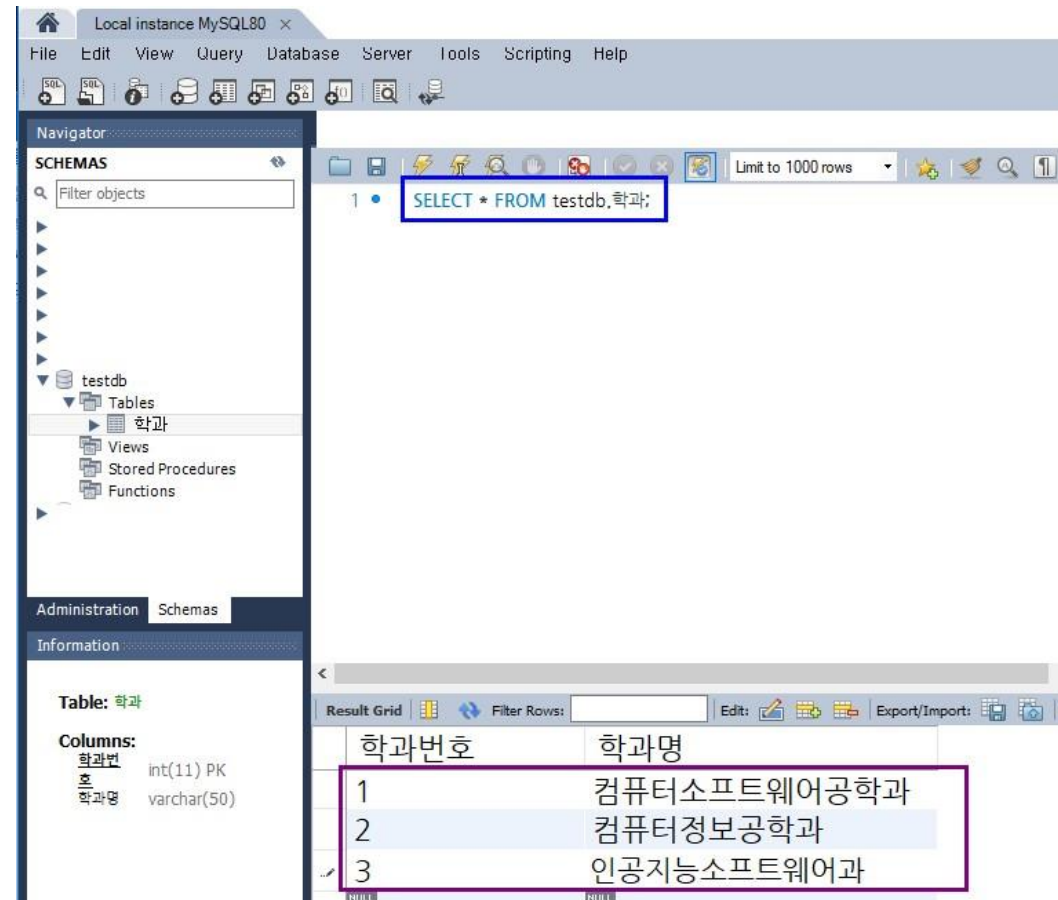 Local instance MySQL80 ×
File Edit View Query Database Server Tools Scripting Help
Navigator
SCHEMAS
Filter objects
testdb
Tables
학과
Views
Stored Procedures
Functions
Administration Schemas
Information
Table: 학과
Columns:
학과번호 int(11) PK
학과명 varchar(50)
Limit to 1000 rows
1 SELECT * FROM testdb.학과;
Result Grid Filter Rows: Edit: Export/Import:
학과번호 학과명
1 컴퓨터소프트웨어공학과
2 컴퓨터정보공학과
3 인공지능소프트웨어과
NULL NULL